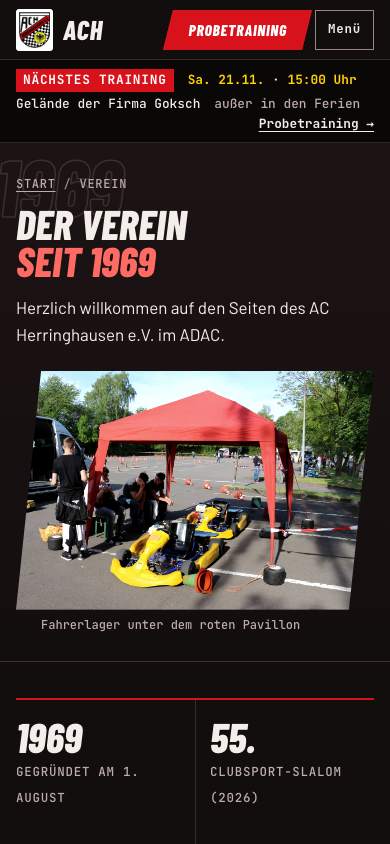 ACH
PROBETRAINING
Menü
NÄCHSTES TRAINING Sa. 21.11. · 15:00 Uhr
Gelände der Firma Goksch außer in den Ferien
Probetraining →
1969
START / VEREIN
DER VEREIN
SEIT 1969
Herzlich willkommen auf den Seiten des AC
Herringhausen e.V. im ADAC.
Fahrerlager unter dem roten Pavillon
1969
GEGRÜNDET AM 1.
AUGUST
55.
CLUBSPORT-SLALOM
(2026)